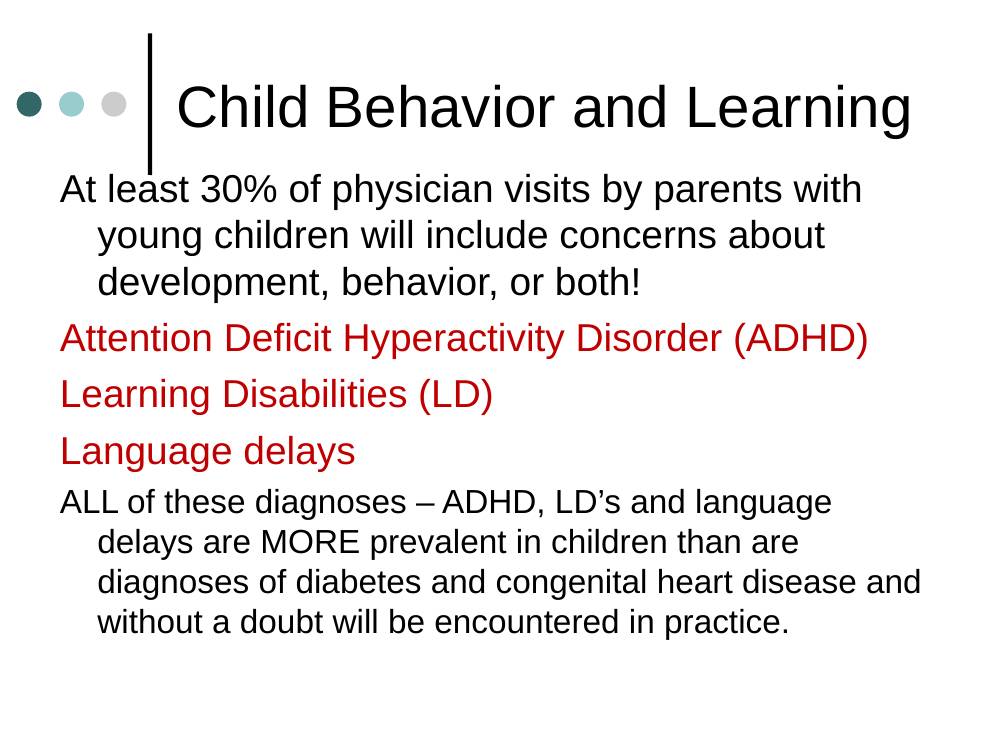 Child Behavior and Learning
At least 30% of physician visits by parents with
young children will include concerns about
development, behavior, or both!
Attention Deficit Hyperactivity Disorder (ADHD)
Learning Disabilities (LD)
Language delays
ALL of these diagnoses – ADHD, LD’s and language
delays are MORE prevalent in children than are
diagnoses of diabetes and congenital heart disease and
without a doubt will be encountered in practice.